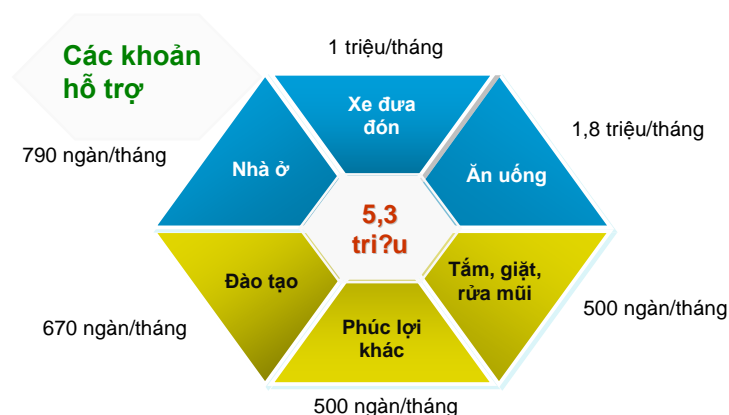 Các khoản
hỗ trợ
1 triệu/tháng
Xe đưa
đón
1,8 triệu/tháng
790 ngàn/tháng
Nhà ở
Ăn uống
5,3
tri?u
Đào tạo
Tắm, giặt,
rửa mũi
670 ngàn/tháng
500 ngàn/tháng
Phúc lợi
khác
500 ngàn/tháng